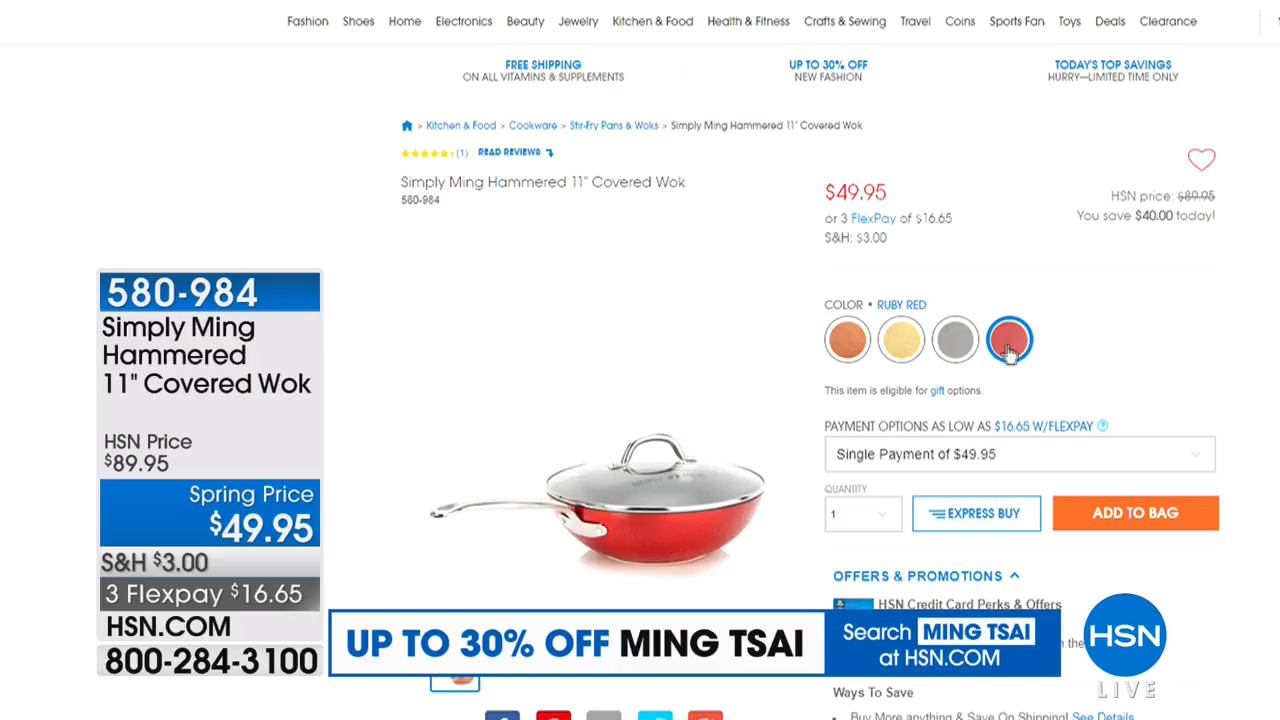 Fashion Shoes Home Electronics Beauty Jewelry Kitchen & Food Health & Fitness Crafts & Sewing Travel Coins Sports Fan Toys Deals Clearance
FREE SHIPPING
ON ALL VITAMINS & SUPPLEMENTS
UP TO 30% OFF
NEW FASHION
TODAY'S TOP SAVINGS
HURRY—LIMITED TIME ONLY
> Kitchen & Food > Cookware > Stir-Fry Pans & Woks > Simply Ming Hammered 11" Covered Wok
(1) READ REVIEWS
Simply Ming Hammered 11" Covered Wok
580-984
$49.95
or 3 FlexPay of $16.65
S&H: $3.00
HSN price: $89.95
You save $40.00 today!
COLOR • RUBY RED
This item is eligible for gift options.
PAYMENT OPTIONS AS LOW AS $16.65 W/FLEXPAY ?
Single Payment of $49.95
QUANTITY
1
EXPRESS BUY
ADD TO BAG
OFFERS & PROMOTIONS
HSN Credit Card Perks & Offers
the
Ways To Save
Buy More anything & Save On Shipping! See Details
580-984
Simply Ming
Hammered
11" Covered Wok
HSN Price
$89.95
Spring Price
$49.95
S&H $3.00
3 Flexpay $16.65
HSN.COM
800-284-3100
UP TO 30% OFF MING TSAI
Search MING TSAI
at HSN.COM
HSN
LIVE